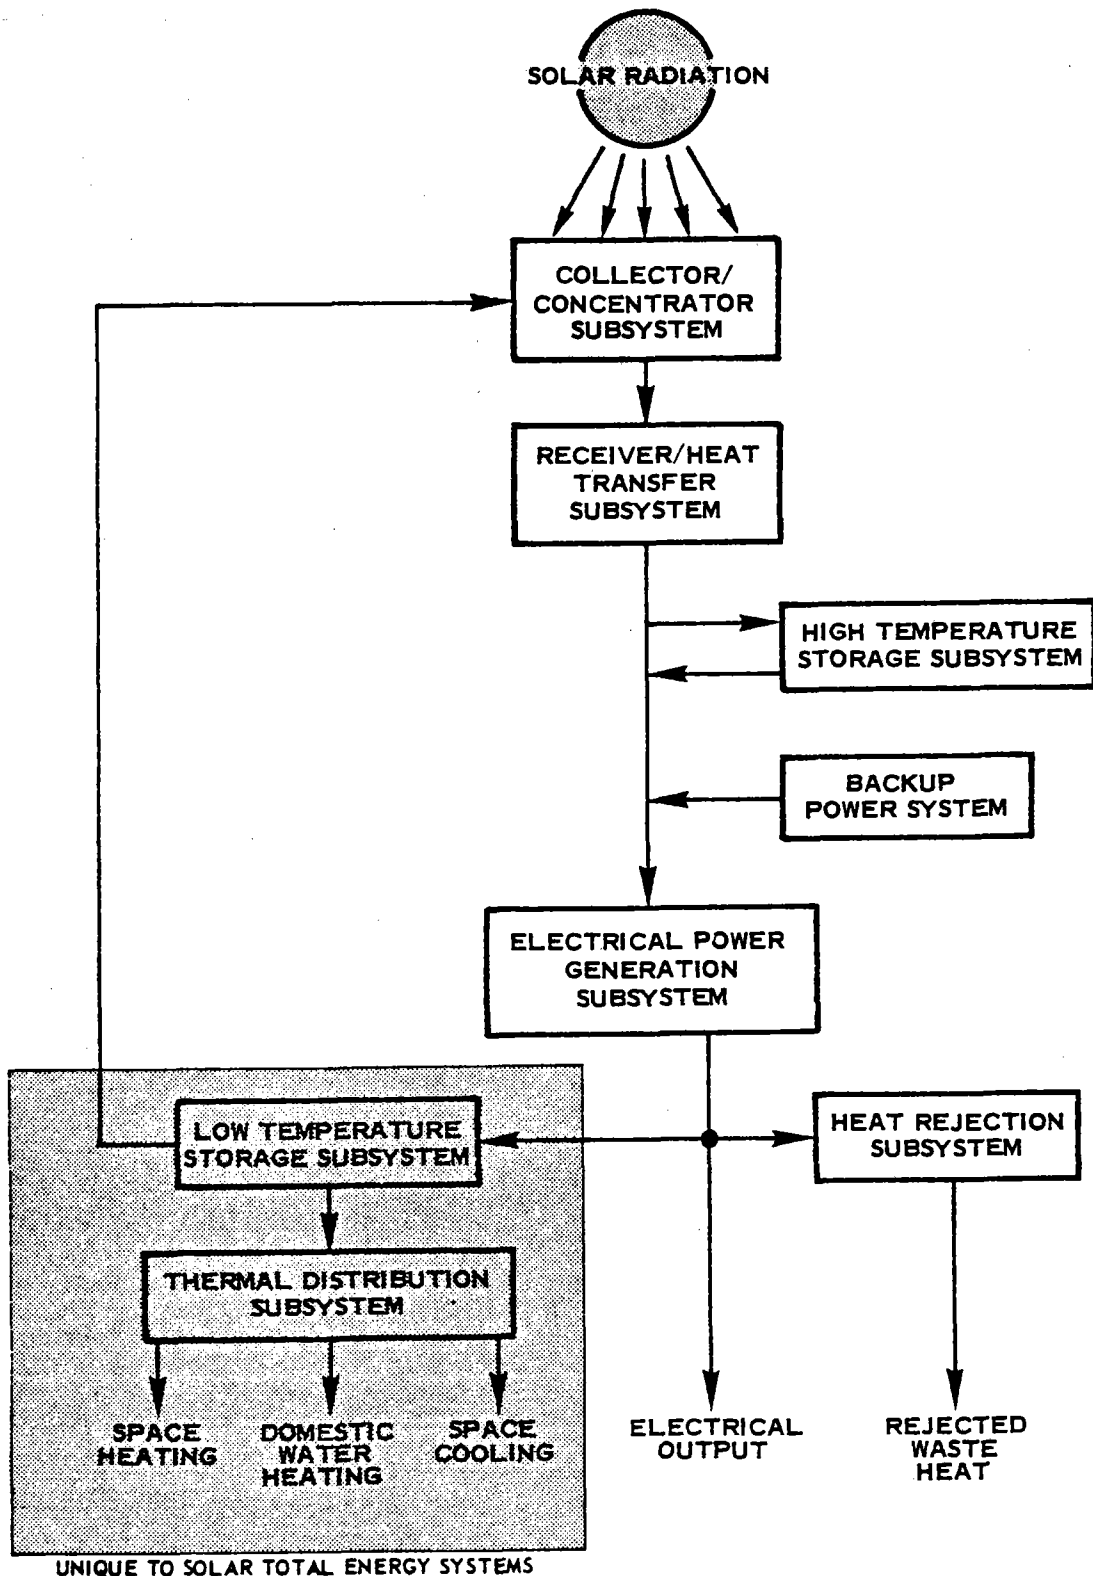 SOLAR RADIATION
COLLECTOR/
CONCENTRATOR
SUBSYSTEM
RECEIVER/HEAT
TRANSFER
SUBSYSTEM
HIGH TEMPERATURE
STORAGE SUBSYSTEM
BACKUP
POWER SYSTEM
ELECTRICAL POWER
GENERATION
SUBSYSTEM
LOW TEMPERATURE
STORAGE SUBSYSTEM
HEAT REJECTION
SUBSYSTEM
THERMAL DISTRIBUTION
SUBSYSTEM
SPACE
HEATING
DOMESTIC
WATER
HEATING
SPACE
COOLING
ELECTRICAL
OUTPUT
REJECTED
WASTE
HEAT
UNIQUE TO SOLAR TOTAL ENERGY SYSTEMS